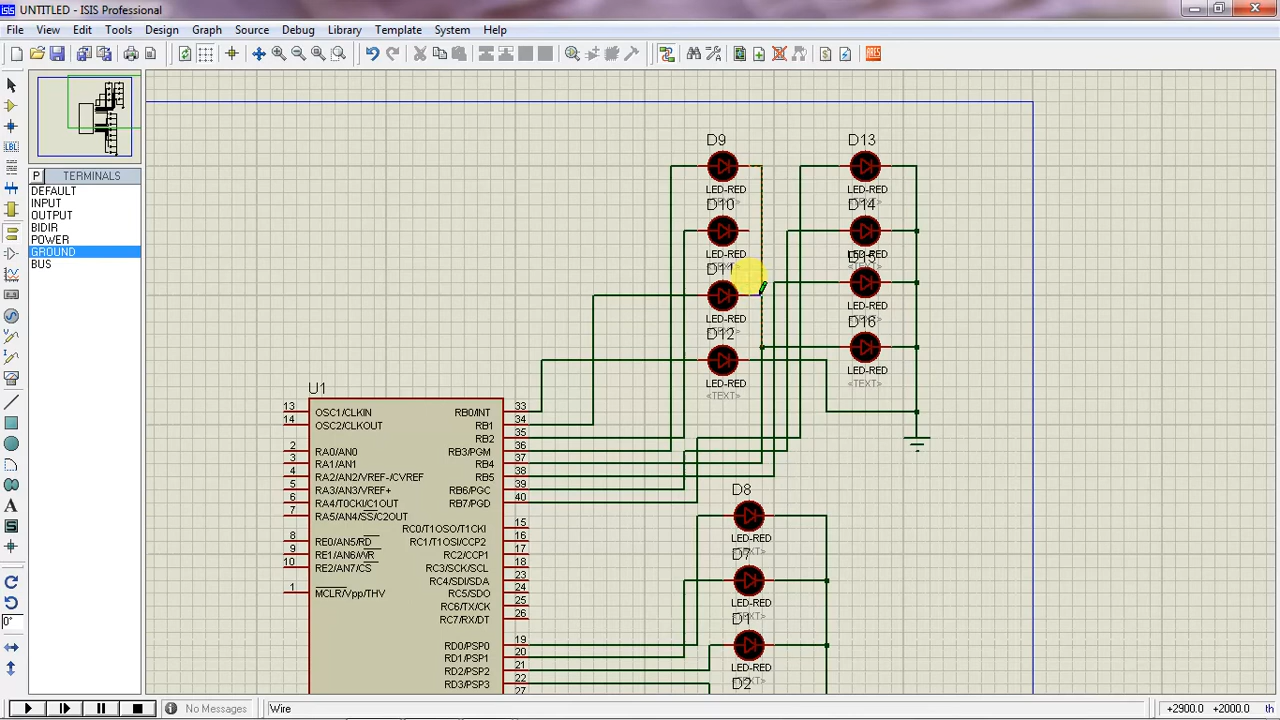 UNTITLED - ISIS Professional
File View Edit Tools Design Graph Source Debug Library Template System Help
P TERMINALS
DEFAULT
INPUT
OUTPUT
BIDIR
POWER
GROUND
BUS
LBL
ARES
A
0°
D9
LED-RED
D10
LED-RED
D11
LED-RED
D12
LED-RED
<TEXT>
D13
LED-RED
D14
LED-RED
D15
LED-RED
D16
LED-RED
<TEXT>
U1
13 OSC1/CLKIN RB0/INT 33
14 OSC2/CLKOUT RB1 34
RB2 35
2 RA0/AN0 RB3/PGM 36
3 RA1/AN1 RB4 37
4 RA2/AN2/VREF-/CVREF RB5 38
5 RA3/AN3/VREF+ RB6/PGC 39
6 RA4/T0CKI/C1OUT RB7/PGD 40
7 RA5/AN4/SS/C2OUT
RC0/T1OSO/T1CKI 15
8 RE0/AN5/RD RC1/T1OSI/CCP2 16
9 RE1/AN6/WR RC2/CCP1 17
10 RE2/AN7/CS RC3/SCK/SCL 18
RC4/SDI/SDA 23
1 MCLR/Vpp/THV RC5/SDO 24
RC6/TX/CK 25
RC7/RX/DT 26
RD0/PSP0 19
RD1/PSP1 20
RD2/PSP2 21
RD3/PSP3 22
27
D8
LED-RED
D7
LED-RED
D1
LED-RED
D2
No Messages Wire +2900.0 +2000.0 th